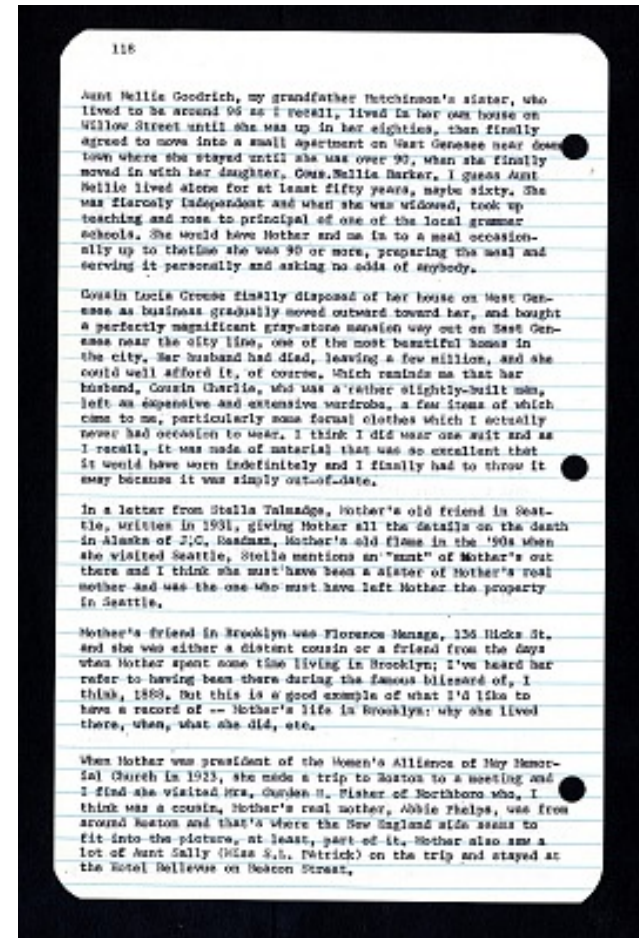 118
Aunt Nellie Goodrich, my grandfather Hutchinson's sister, who
lived to be around 96 as I recall, lived in her own house on
Willow Street until she was up in her eighties, then finally
agreed to move into a small apartment on West Genesee near down
town where she stayed until she was over 90, when she finally
moved in with her daughter, Cous.Nellie Barker. I guess Aunt
Nellie lived alone for at least fifty years, maybe sixty. She
was fiercely independent and when she was widowed, took up
teaching and rose to principal of one of the local grammer
schools. She would have Mother and me in to a meal occasion-
ally up to thetime she was 90 or more, preparing the meal and
serving it personally and asking no odds of anybody.
Cousin Lucia Crouse finally disposed of her house on West Gen-
esee as business gradually moved outward toward her, and bought
a perfectly magnificent gray-stone mansion way out on East Gen-
esee near the city line, one of the most beautiful homes in
the city. Her husband had died, leaving a few million, and she
could well afford it, of course. Which reminds me that her
husband, Cousin Charlie, who was a rather slightly-built man,
left an expensive and extensive wardrobe, a few items of which
came to me, particularly some formal clothes which I actually
never had occasion to wear. I think I did wear one suit and as
I recall, it was made of material that was so excellent that
it would have worn indefinitely and I finally had to throw it
away because it was simply out-of-date.
In a letter from Stella Talmadge, Mother's old friend in Seat-
tle, written in 1931, giving Mother all the details on the death
in Alaska of J.C. Readman, Mother's old flame in the '90s when
she visited Seattle, Stella mentions an "aunt" of Mother's out
there and I think she must have been a sister of Mother's real
mother and was the one who must have left Mother the property
in Seattle.
Mother's friend in Brooklyn was Florence Manage, 136 Hicks St.
and she was either a distant cousin or a friend from the days
when Mother spent some time living in Brooklyn; I've heard her
refer to having been there during the famous blizzard of, I
think, 1888. But this is a good example of what I'd like to
have a record of -- Mother's life in Brooklyn: why she lived
there, when, what she did, etc.
When Mother was president of the Women's Alliance of May Memor-
ial Church in 1923, she made a trip to Boston to a meeting and
I find she visited Mrs. H. Fisher of Northboro who, I
think was a cousin. Mother's real mother, Abbie Phelps, was from
around Boston and that's where the New England side seems to
fit into the picture, at least, part of it. Mother also saw a
lot of Aunt Sally (Miss S.L. Patrick) on the trip and stayed at
the Hotel Bellevue on Beacon Street.